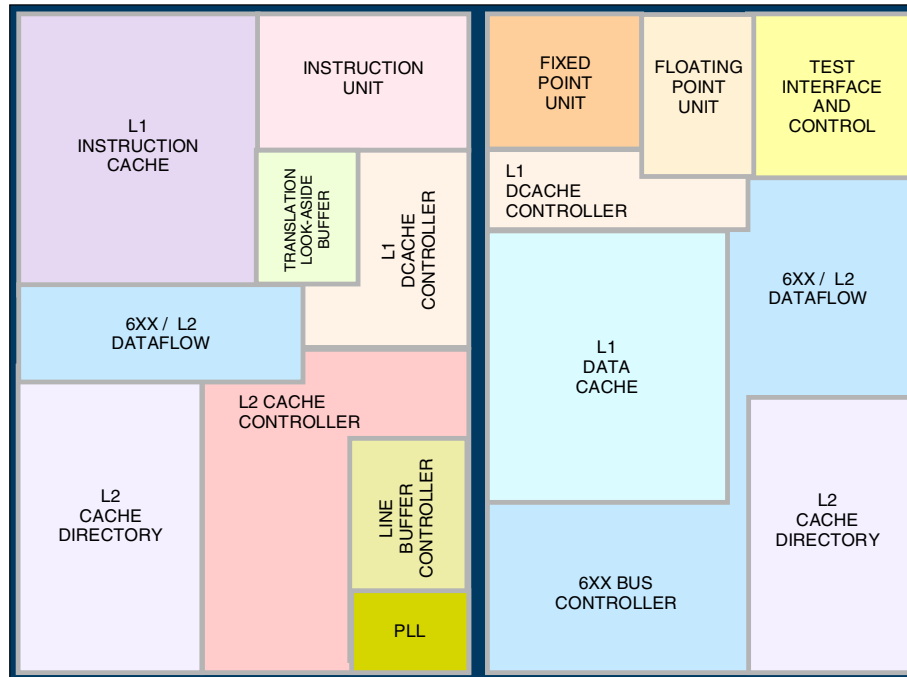 L1
INSTRUCTION
CACHE
INSTRUCTION
UNIT
TRANSLATION
LOOK-ASIDE
BUFFER
L1
DCACHE
CONTROLLER
6XX / L2
DATAFLOW
L2 CACHE
CONTROLLER
L2
CACHE
DIRECTORY
LINE
BUFFER
CONTROLLER
PLL
FIXED
POINT
UNIT
FLOATING
POINT
UNIT
TEST
INTERFACE
AND
CONTROL
L1
DCACHE
CONTROLLER
6XX / L2
DATAFLOW
L1
DATA
CACHE
L2
CACHE
DIRECTORY
6XX BUS
CONTROLLER